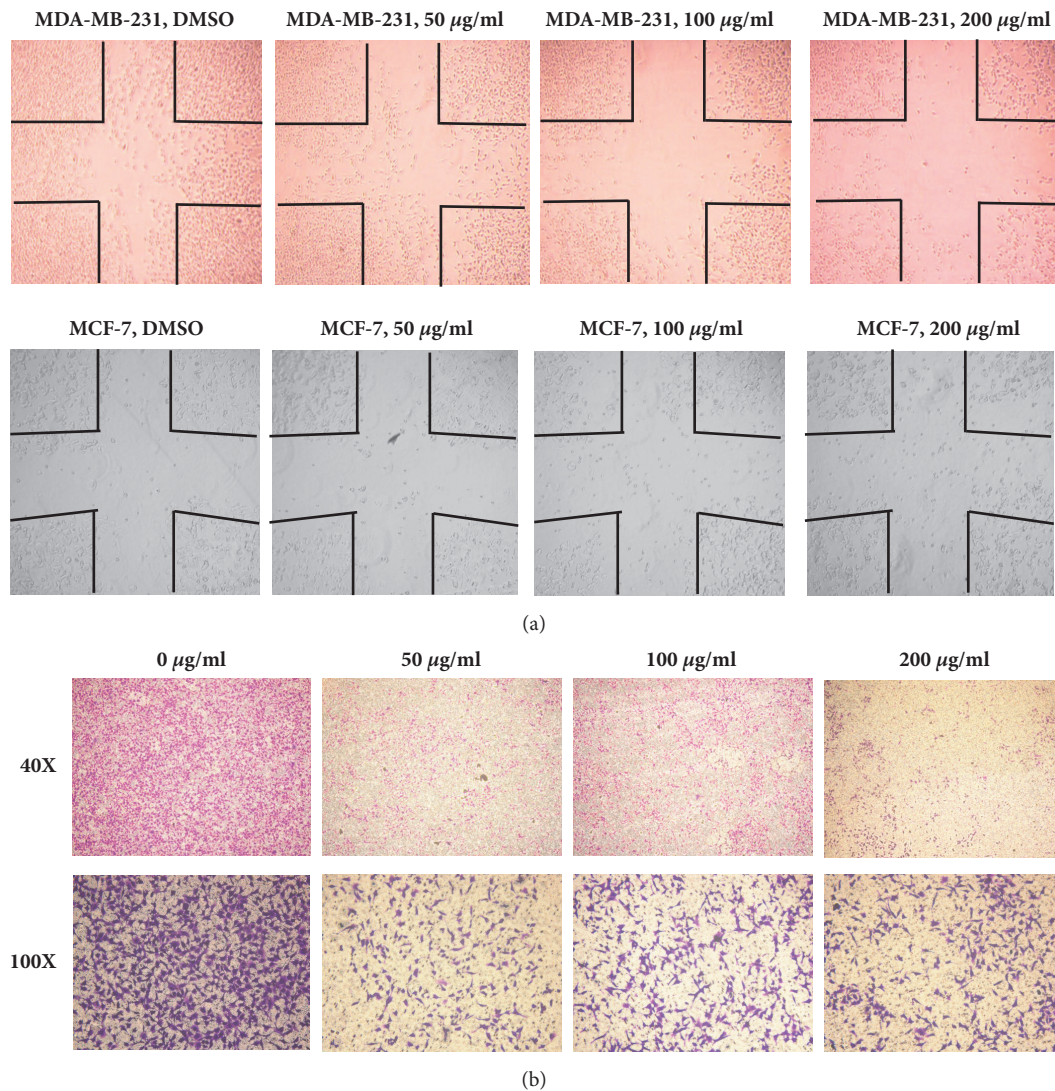 MDA-MB-231, DMSO MDA-MB-231, 50 μg/ml MDA-MB-231, 100 μg/ml MDA-MB-231, 200 μg/ml
MCF-7, DMSO MCF-7, 50 μg/ml MCF-7, 100 μg/ml MCF-7, 200 μg/ml
(a)
0 μg/ml 50 μg/ml 100 μg/ml 200 μg/ml
40X
100X
(b)